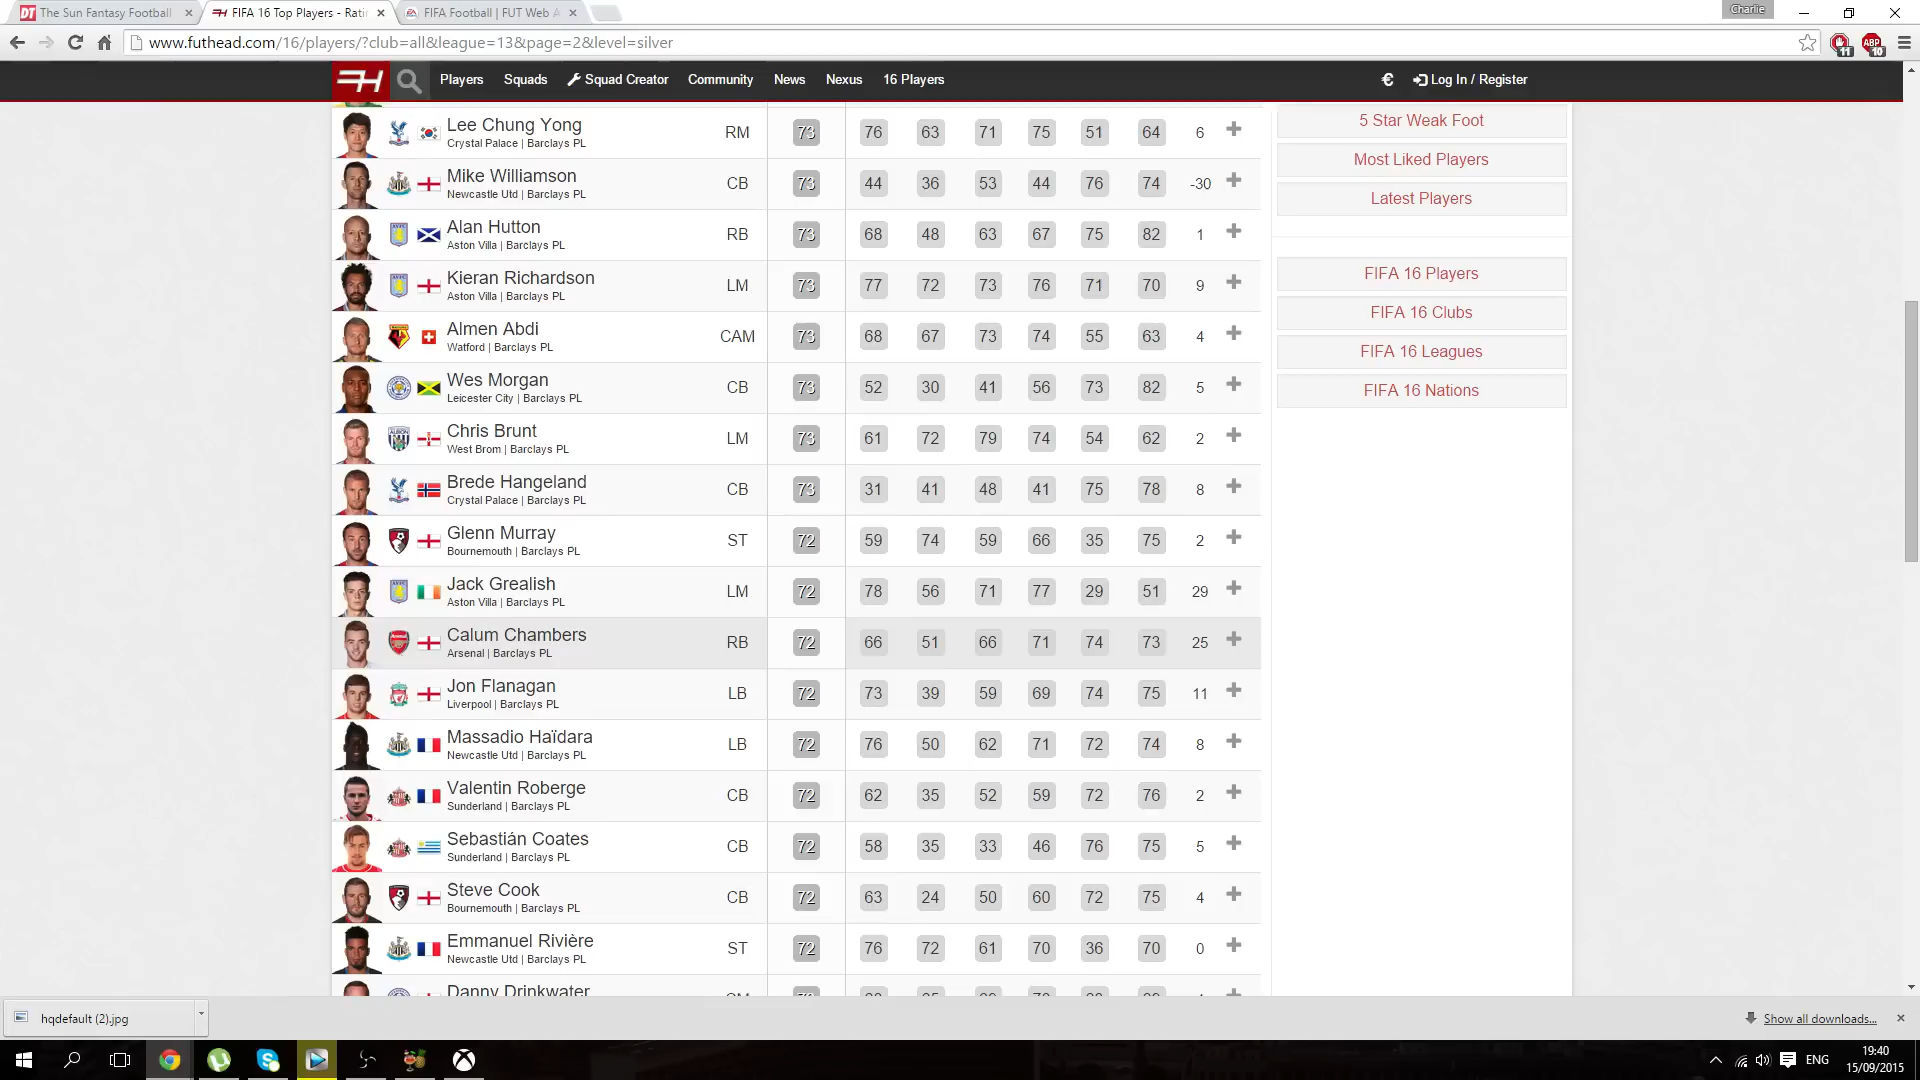 The Sun Fantasy Football
FIFA 16 Top Players - Rati
FIFA Football | FUT Web A
Charlie
www.futhead.com/16/players/?club=all&league=13&page=2&level=silver
11
ABP
10
Players
Squads
Squad Creator
Community
News
Nexus
16 Players
€
Log In / Register
Lee Chung Yong
Crystal Palace | Barclays PL
RM 73 76 63 71 75 51 64 6
Mike Williamson
Newcastle Utd | Barclays PL
CB 73 44 36 53 44 76 74 -30
Alan Hutton
Aston Villa | Barclays PL
RB 73 68 48 63 67 75 82 1
Kieran Richardson
Aston Villa | Barclays PL
LM 73 77 72 73 76 71 70 9
Almen Abdi
Watford | Barclays PL
CAM 73 68 67 73 74 55 63 4
Wes Morgan
Leicester City | Barclays PL
CB 73 52 30 41 56 73 82 5
Chris Brunt
West Brom | Barclays PL
LM 73 61 72 79 74 54 62 2
Brede Hangeland
Crystal Palace | Barclays PL
CB 73 31 41 48 41 75 78 8
Glenn Murray
Bournemouth | Barclays PL
ST 72 59 74 59 66 35 75 2
Jack Grealish
Aston Villa | Barclays PL
LM 72 78 56 71 77 29 51 29
Calum Chambers
Arsenal | Barclays PL
RB 72 66 51 66 71 74 73 25
Jon Flanagan
Liverpool | Barclays PL
LB 72 73 39 59 69 74 75 11
Massadio Haïdara
Newcastle Utd | Barclays PL
LB 72 76 50 62 71 72 74 8
Valentin Roberge
Sunderland | Barclays PL
CB 72 62 35 52 59 72 76 2
Sebastián Coates
Sunderland | Barclays PL
CB 72 58 35 33 46 76 75 5
Steve Cook
Bournemouth | Barclays PL
CB 72 63 24 50 60 72 75 4
Emmanuel Rivière
Newcastle Utd | Barclays PL
ST 72 76 72 61 70 36 70 0
Danny Drinkwater
5 Star Weak Foot
Most Liked Players
Latest Players
FIFA 16 Players
FIFA 16 Clubs
FIFA 16 Leagues
FIFA 16 Nations
hqdefault (2).jpg
Show all downloads...
ENG
19:40
15/09/2015